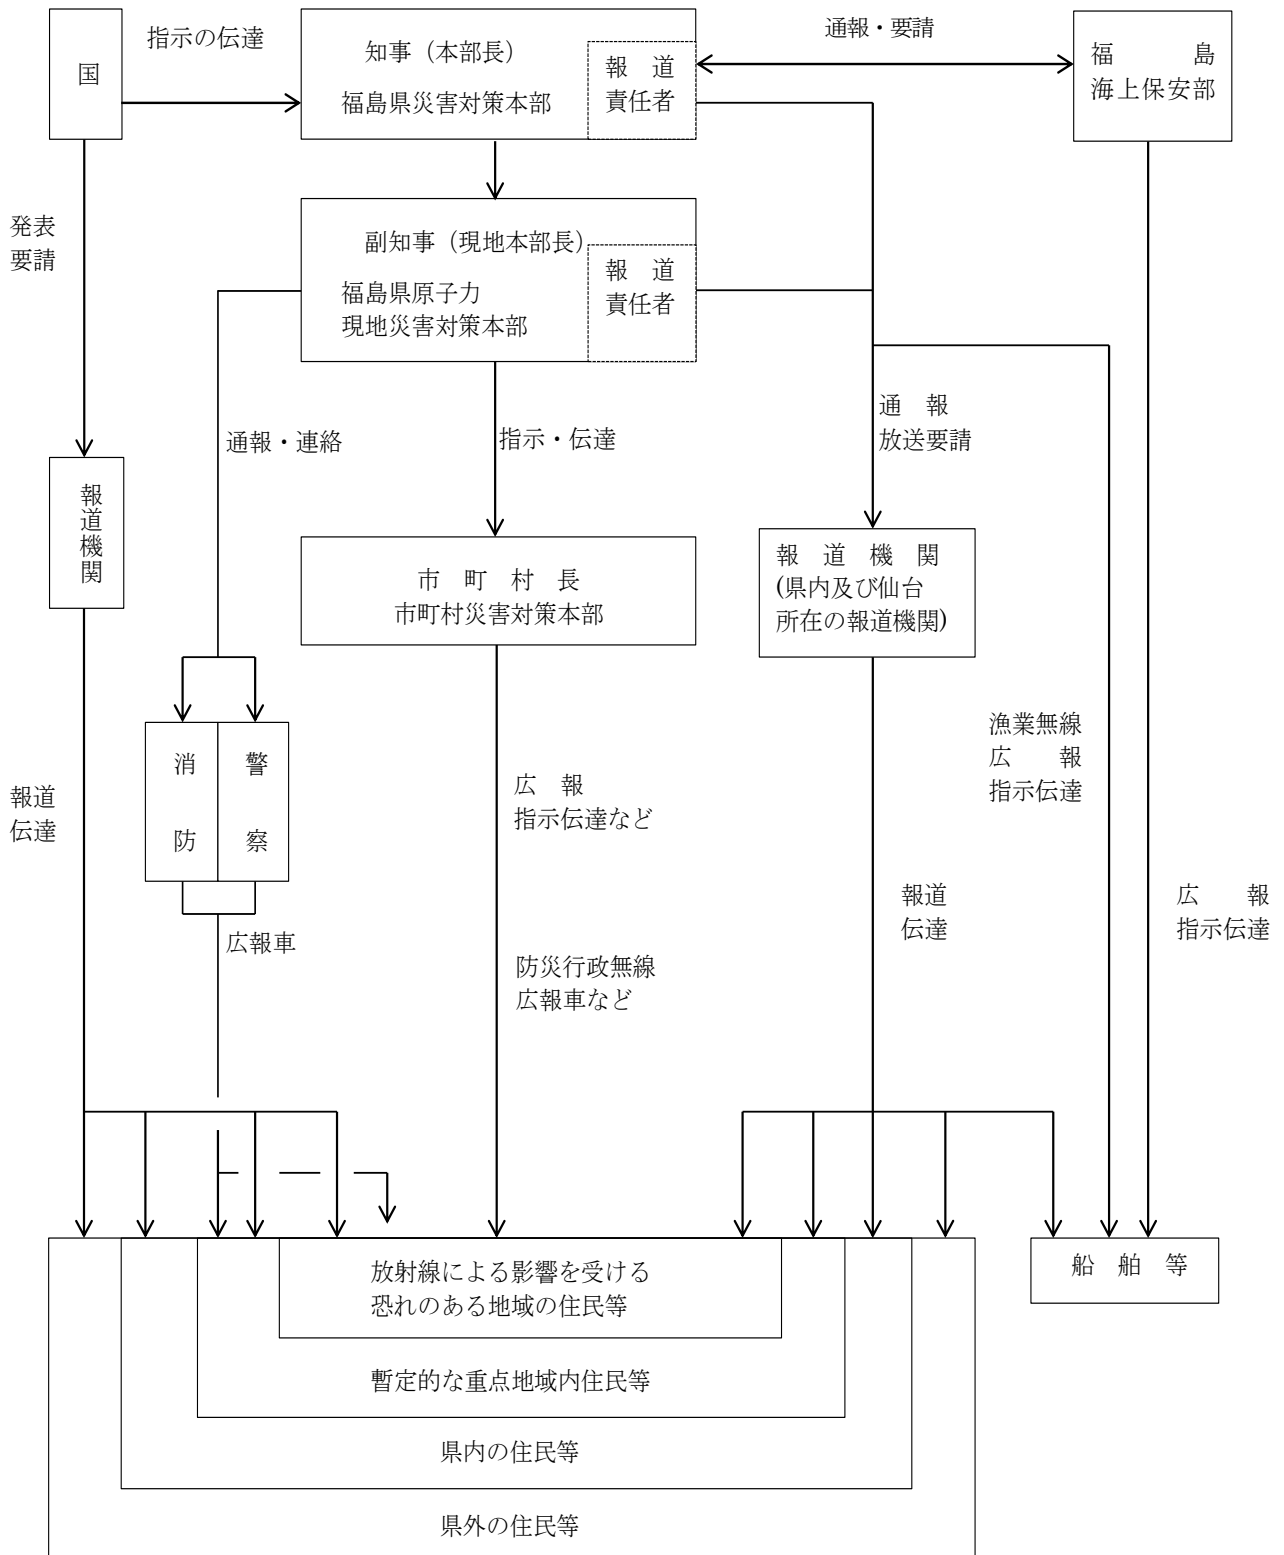 国
指示の伝達
知事（本部長）
福島県災害対策本部
報　道
責任者
通報・要請
福　　　島
海上保安部
発表
要請
副知事（現地本部長）
福島県原子力
現地災害対策本部
報　道
責任者
通報・連絡
指示・伝達
通　報
放送要請
報道機関
市　町　村　長
市町村災害対策本部
報　道　機　関
(県内及び仙台
所在の報道機関)
消防
警察
漁業無線
広　　報
指示伝達
報道
伝達
広　報
指示伝達など
報道
伝達
広　　報
指示伝達
広報車
防災行政無線
広報車など
放射線による影響を受ける
恐れのある地域の住民等
船　舶　等
暫定的な重点地域内住民等
県内の住民等
県外の住民等